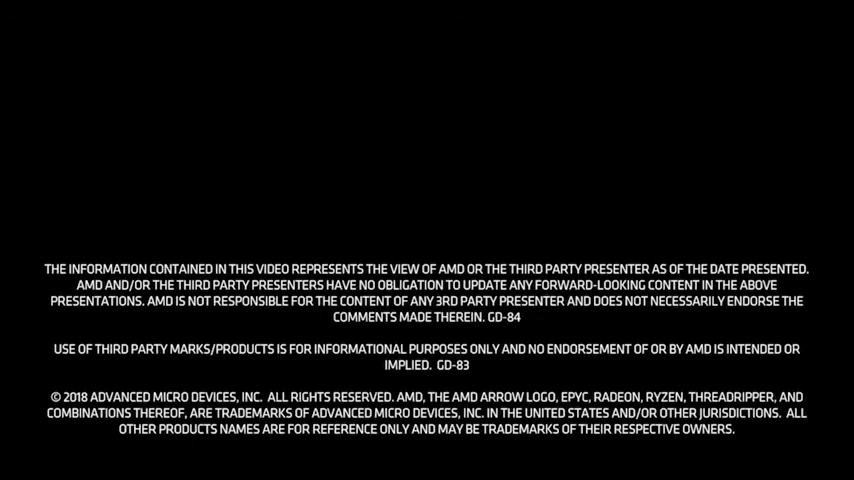 THE INFORMATION CONTAINED IN THIS VIDEO REPRESENTS THE VIEW OF AMD OR THE THIRD PARTY PRESENTER AS OF THE DATE PRESENTED.
AMD AND/OR THE THIRD PARTY PRESENTERS HAVE NO OBLIGATION TO UPDATE ANY FORWARD-LOOKING CONTENT IN THE ABOVE
PRESENTATIONS. AMD IS NOT RESPONSIBLE FOR THE CONTENT OF ANY 3RD PARTY PRESENTER AND DOES NOT NECESSARILY ENDORSE THE
COMMENTS MADE THEREIN. GD-84
USE OF THIRD PARTY MARKS/PRODUCTS IS FOR INFORMATIONAL PURPOSES ONLY AND NO ENDORSEMENT OF OR BY AMD IS INTENDED OR
IMPLIED. GD-83
© 2018 ADVANCED MICRO DEVICES, INC. ALL RIGHTS RESERVED. AMD, THE AMD ARROW LOGO, EPYC, RADEON, RYZEN, THREADRIPPER, AND
COMBINATIONS THEREOF, ARE TRADEMARKS OF ADVANCED MICRO DEVICES, INC. IN THE UNITED STATES AND/OR OTHER JURISDICTIONS. ALL
OTHER PRODUCTS NAMES ARE FOR REFERENCE ONLY AND MAY BE TRADEMARKS OF THEIR RESPECTIVE OWNERS.